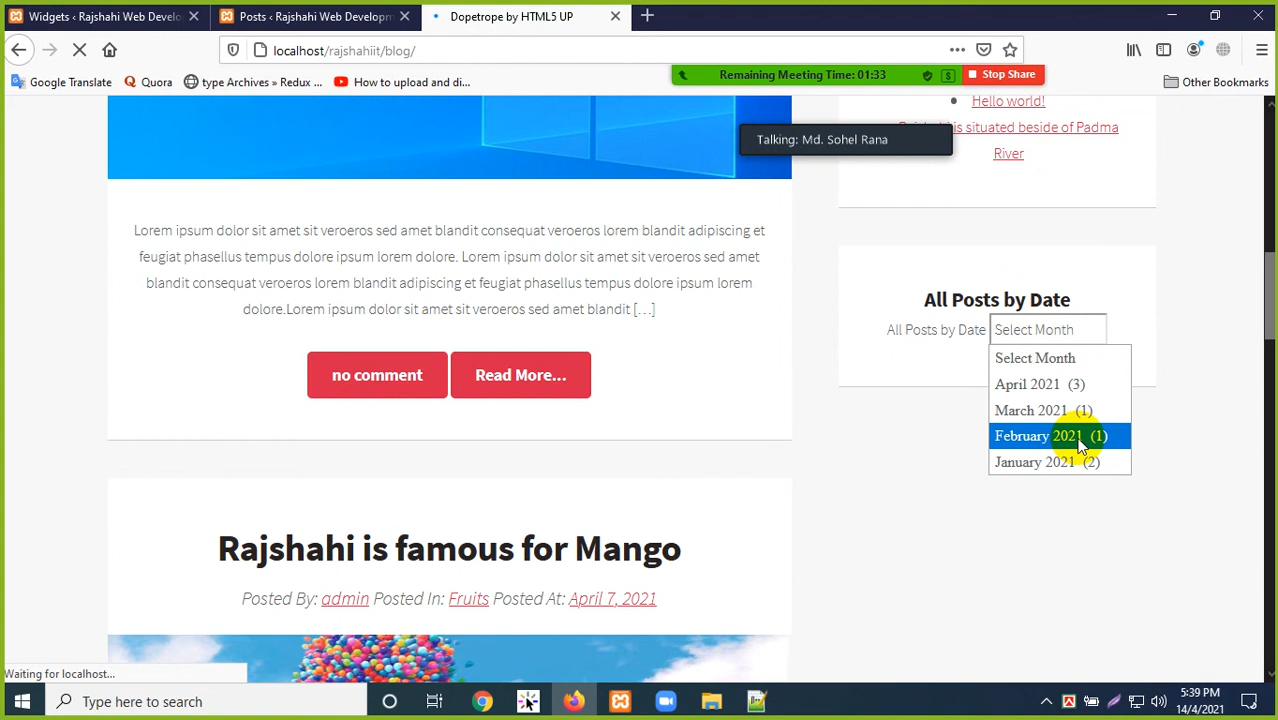 Widgets ‹ Rajshahi Web Develo
Posts ‹ Rajshahi Web Developm
Dopetrope by HTML5 UP
localhost/rajshahiit/blog/
Google Translate
Quora
type Archives » Redux ...
How to upload and di...
Remaining Meeting Time: 01:33
Stop Share
Other Bookmarks
Talking: Md. Sohel Rana
Hello world!
is situated beside of Padma
River
Lorem ipsum dolor sit amet sit veroeros sed amet blandit consequat veroeros lorem blandit adipiscing et
feugiat phasellus tempus dolore ipsum lorem dolore. Lorem ipsum dolor sit amet sit veroeros sed amet
blandit consequat veroeros lorem blandit adipiscing et feugiat phasellus tempus dolore ipsum lorem
dolore.Lorem ipsum dolor sit amet sit veroeros sed amet blandit […]
no comment
Read More...
All Posts by Date
All Posts by Date
Select Month
Select Month
April 2021 (3)
March 2021 (1)
February 2021 (1)
January 2021 (2)
Rajshahi is famous for Mango
Posted By: admin Posted In: Fruits Posted At: April 7, 2021
Waiting for localhost...
Type here to search
5:39 PM
14/4/2021